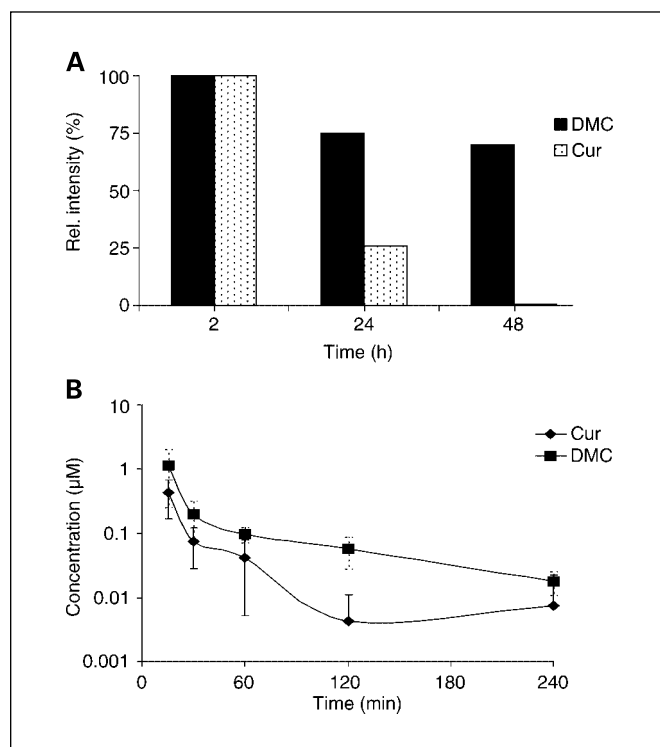 A
100
75
50
25
0
Rel. intensity (%)
2 24 48
Time (h)
DMC
Cur
B
10
1
0.1
0.01
0.001
Concentration (µM)
0 60 120 180 240
Time (min)
Cur
DMC